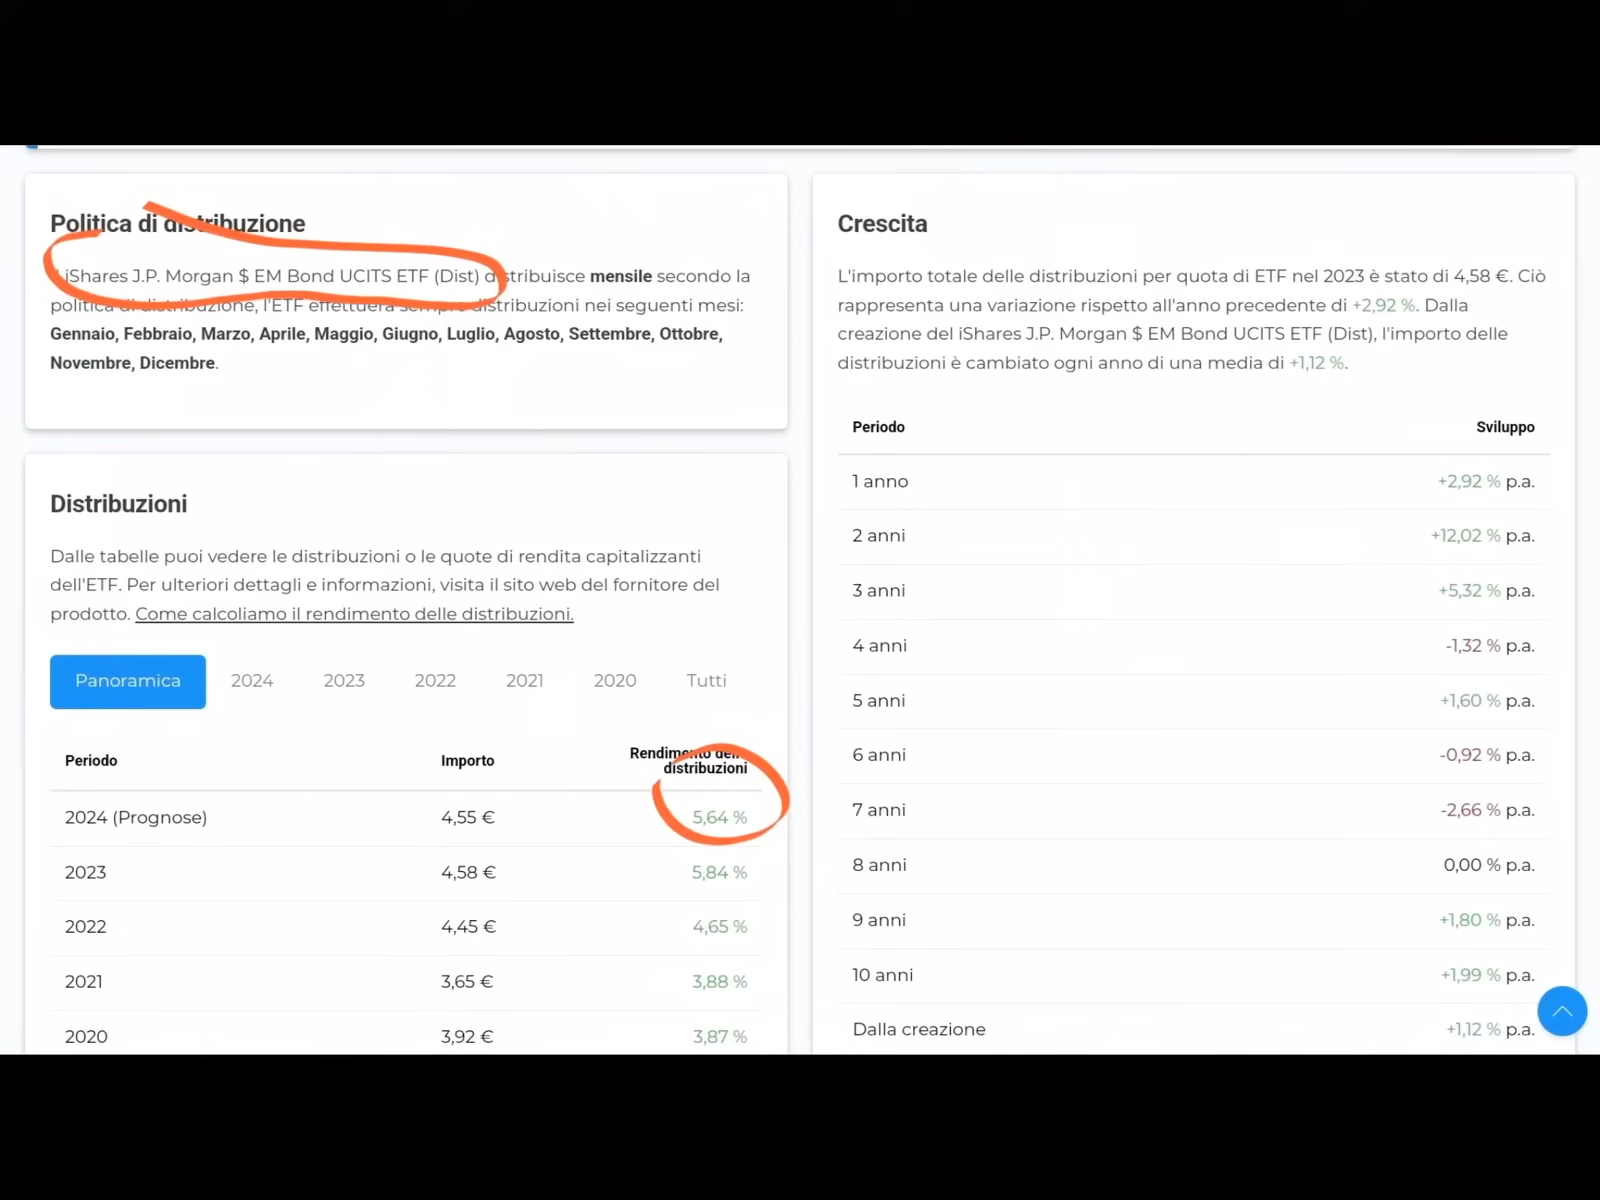 Politica di distribuzione
iShares J.P. Morgan $ EM Bond UCITS ETF (Dist) distribuisce mensile secondo la
politica di distribuzione, l'ETF effettuerà sempre distribuzioni nei seguenti mesi:
Gennaio, Febbraio, Marzo, Aprile, Maggio, Giugno, Luglio, Agosto, Settembre, Ottobre,
Novembre, Dicembre.
Distribuzioni
Dalle tabelle puoi vedere le distribuzioni o le quote di rendita capitalizzanti
dell'ETF. Per ulteriori dettagli e informazioni, visita il sito web del fornitore del
prodotto. Come calcoliamo il rendimento delle distribuzioni.
Panoramica 2024 2023 2022 2021 2020 Tutti
Periodo Importo Rendimento delle
distribuzioni
2024 (Prognose) 4,55 € 5,64 %
2023 4,58 € 5,84 %
2022 4,45 € 4,65 %
2021 3,65 € 3,88 %
2020 3,92 € 3,87 %
Crescita
L'importo totale delle distribuzioni per quota di ETF nel 2023 è stato di 4,58 €. Ciò
rappresenta una variazione rispetto all'anno precedente di +2,92 %. Dalla
creazione del iShares J.P. Morgan $ EM Bond UCITS ETF (Dist), l'importo delle
distribuzioni è cambiato ogni anno di una media di +1,12 %.
Periodo Sviluppo
1 anno +2,92 % p.a.
2 anni +12,02 % p.a.
3 anni +5,32 % p.a.
4 anni -1,32 % p.a.
5 anni +1,60 % p.a.
6 anni -0,92 % p.a.
7 anni -2,66 % p.a.
8 anni 0,00 % p.a.
9 anni +1,80 % p.a.
10 anni +1,99 % p.a.
Dalla creazione +1,12 % p.a.